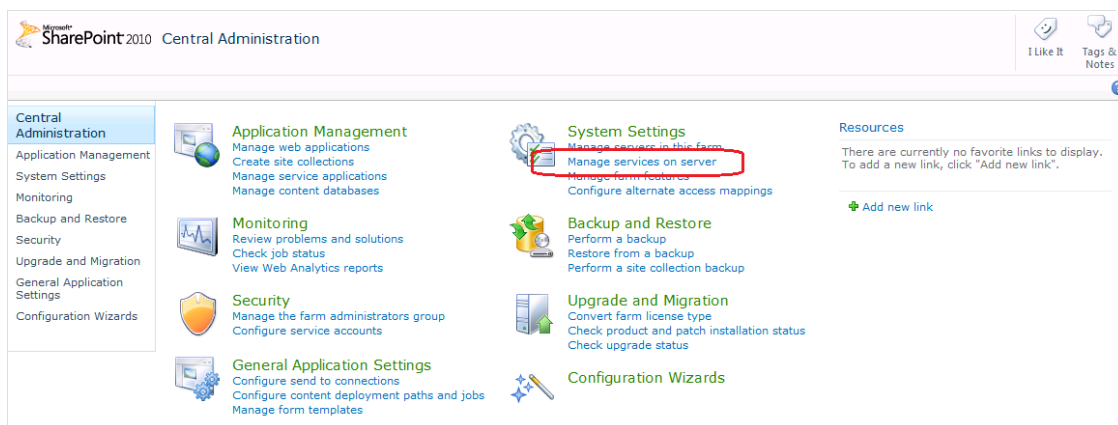 Microsoft
SharePoint 2010 Central Administration
I Like It
Tags &
Notes
Central
Administration
Application Management
System Settings
Monitoring
Backup and Restore
Security
Upgrade and Migration
General Application
Settings
Configuration Wizards
Application Management
Manage web applications
Create site collections
Manage service applications
Manage content databases
Monitoring
Review problems and solutions
Check job status
View Web Analytics reports
Security
Manage the farm administrators group
Configure service accounts
General Application Settings
Configure send to connections
Configure content deployment paths and jobs
Manage form templates
System Settings
Manage servers in this farm
Manage services on server
Manage farm features
Configure alternate access mappings
Backup and Restore
Perform a backup
Restore from a backup
Perform a site collection backup
Upgrade and Migration
Convert farm license type
Check product and patch installation status
Check upgrade status
Configuration Wizards
Resources
There are currently no favorite links to display.
To add a new link, click "Add new link".
Add new link